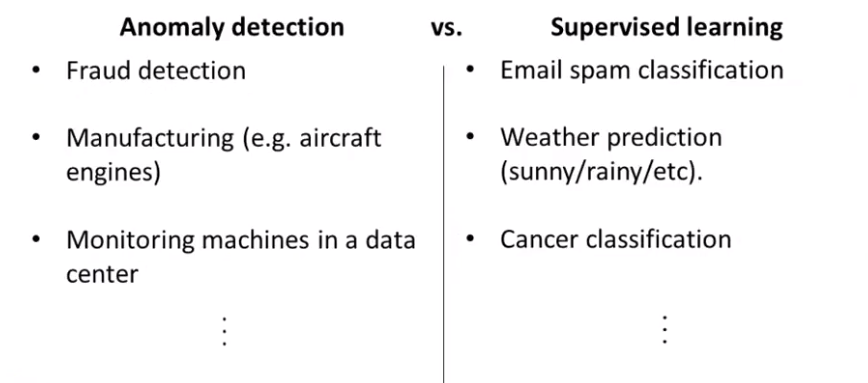 Anomaly detection vs. Supervised learning
• Fraud detection
• Manufacturing (e.g. aircraft
engines)
• Monitoring machines in a data
center
⋮
• Email spam classification
• Weather prediction
(sunny/rainy/etc).
• Cancer classification
⋮